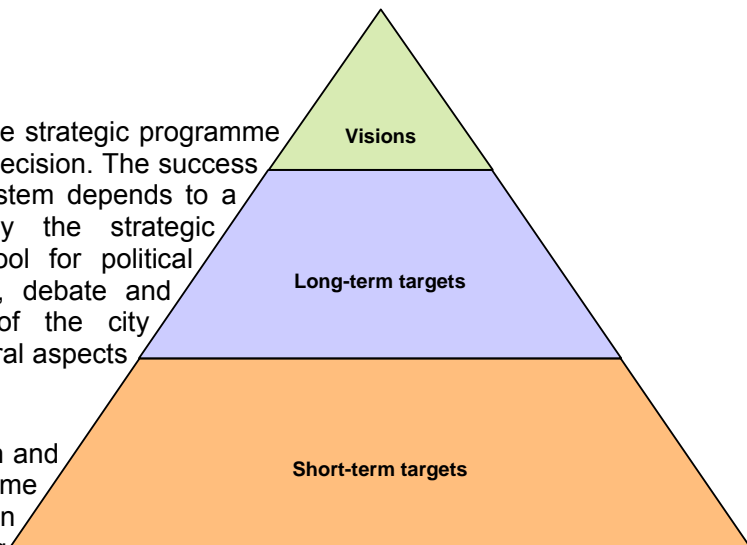 e strategic programme
ecision. The success
stem depends to a
y the strategic
ool for political
, debate and
of the city
ral aspects
n and
me
n
Visions
Long-term targets
Short-term targets